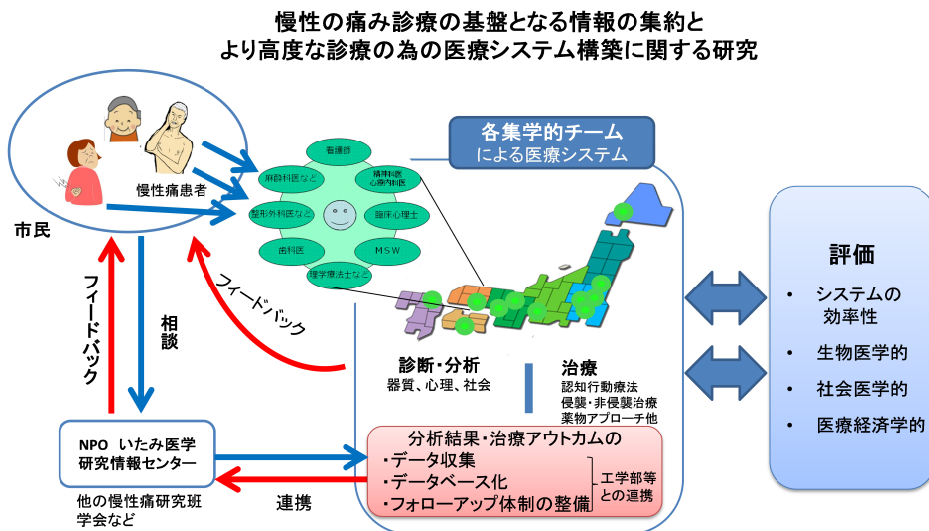 慢性の痛み診療の基盤となる情報の集約と
より高度な診療の為の医療システム構築に関する研究
慢性痛患者
市民
看護師
麻酔科医など
精神科医
心療内科医
整形外科医など
臨床心理士
歯科医
MSW
理学療法士など
各集学的チーム
による医療システム
フィードバック
相談
フィードバック
診断・分析
器質、心理、社会
治療
認知行動療法
侵襲・非侵襲治療
薬物アプローチ他
評価
・ システムの
効率性
・ 生物医学的
・ 社会医学的
・ 医療経済学的
NPO いたみ医学
研究情報センター
他の慢性痛研究班
学会など
連携
分析結果・治療アウトカムの
・データ収集
・データベース化
・フォローアップ体制の整備
工学部等
との連携